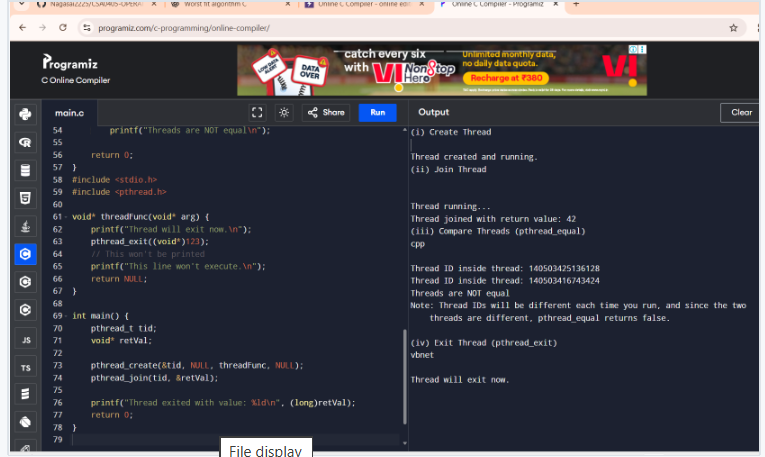 Nagasai2225/CSA0405-OPERAT
Worst fit algorithm C
Online C Compiler - online edit
Online C Compiler - Programiz
programiz.com/c-programming/online-compiler/
Programiz
C Online Compiler
LOW DATA ALERT
DATA OVER
catch every six
with VI Non$top Hero
Unlimited monthly data,
no daily data quota.
Recharge at ₹380
VI
main.c
Share
Run
Output
Clear
54 printf("Threads are NOT equal\n");
55
56 return 0;
57 }
58 #include <stdio.h>
59 #include <pthread.h>
60
61 void* threadFunc(void* arg) {
62 printf("Thread will exit now.\n");
63 pthread_exit((void*)123);
64 // This won't be printed
65 printf("This line won't execute.\n");
66 return NULL;
67 }
68
69 int main() {
70 pthread_t tid;
71 void* retVal;
72
73 pthread_create(&tid, NULL, threadFunc, NULL);
74 pthread_join(tid, &retVal);
75
76 printf("Thread exited with value: %ld\n", (long)retVal);
77 return 0;
78 }
79
JS
TS
(i) Create Thread
Thread created and running.
(ii) Join Thread
Thread running...
Thread joined with return value: 42
(iii) Compare Threads (pthread_equal)
cpp
Thread ID inside thread: 140503425136128
Thread ID inside thread: 140503416743424
Threads are NOT equal
Note: Thread IDs will be different each time you run, and since the two
threads are different, pthread_equal returns false.
(iv) Exit Thread (pthread_exit)
vbnet
Thread will exit now.
File display